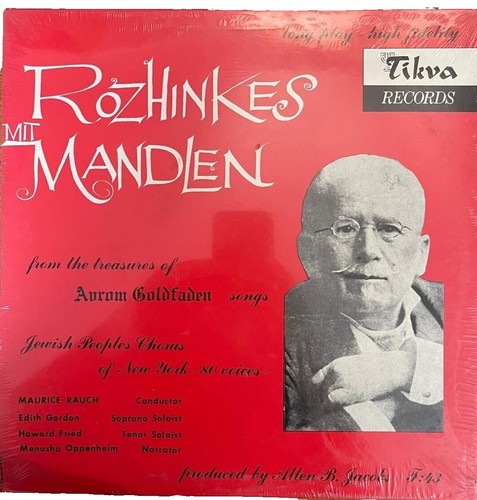 long play - high fidelity
Tikva
RECORDS
ROZHINKES
MIT
MANDLEN
from the treasures of
Avrom Goldfaden songs
Jewish Peoples Chorus
of New York 80 voices
MAURICE RAUCH Conductor
Edith Gordon Soprano Soloist
Howard Fried Tenor Soloist
Menasha Oppenheim Narrator
produced by Allen B. Jacobs T:43